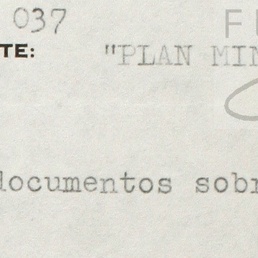 037
TE: "PLAN MIN
documentos sobr